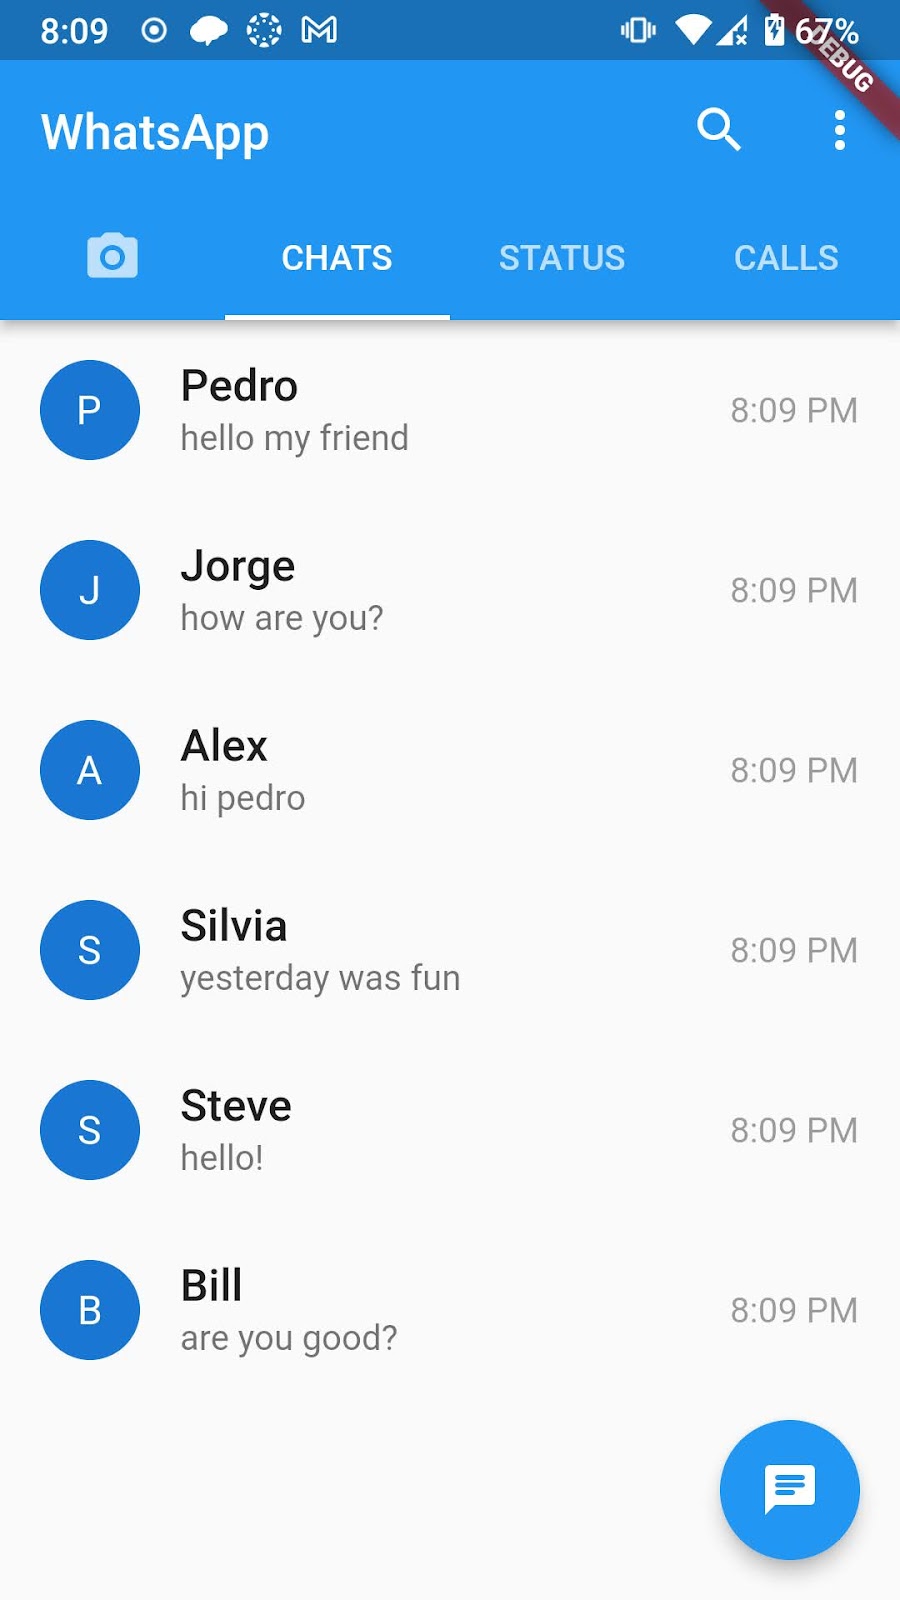 8:09 67%
DEBUG
WhatsApp
CHATS STATUS CALLS
P Pedro 8:09 PM
hello my friend
J Jorge 8:09 PM
how are you?
A Alex 8:09 PM
hi pedro
S Silvia 8:09 PM
yesterday was fun
S Steve 8:09 PM
hello!
B Bill 8:09 PM
are you good?